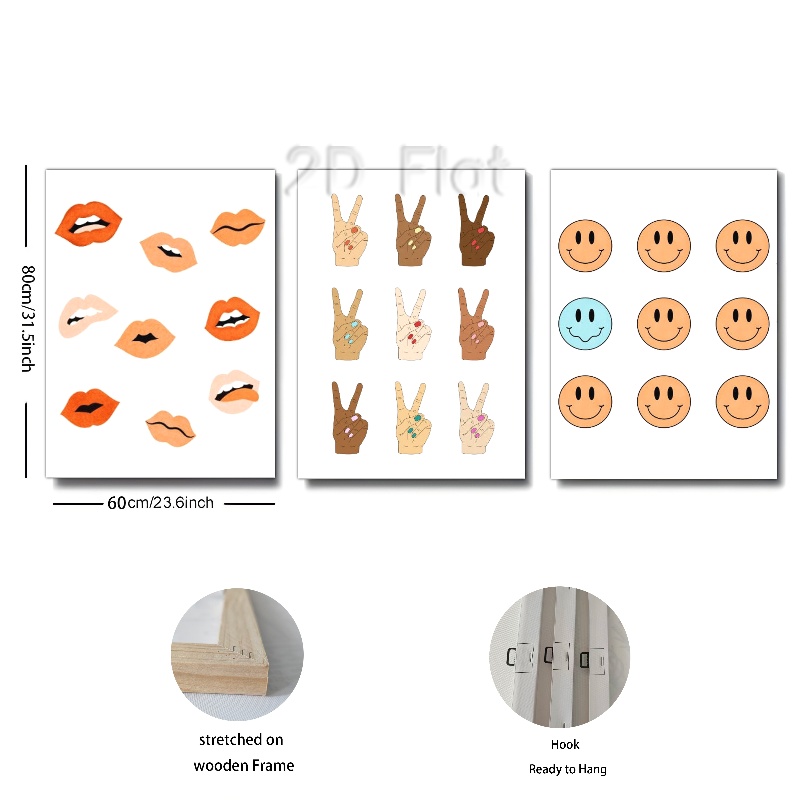 2D Flat
80cm/31.5inch
60cm/23.6inch
stretched on
wooden Frame
Hook
Ready to Hang